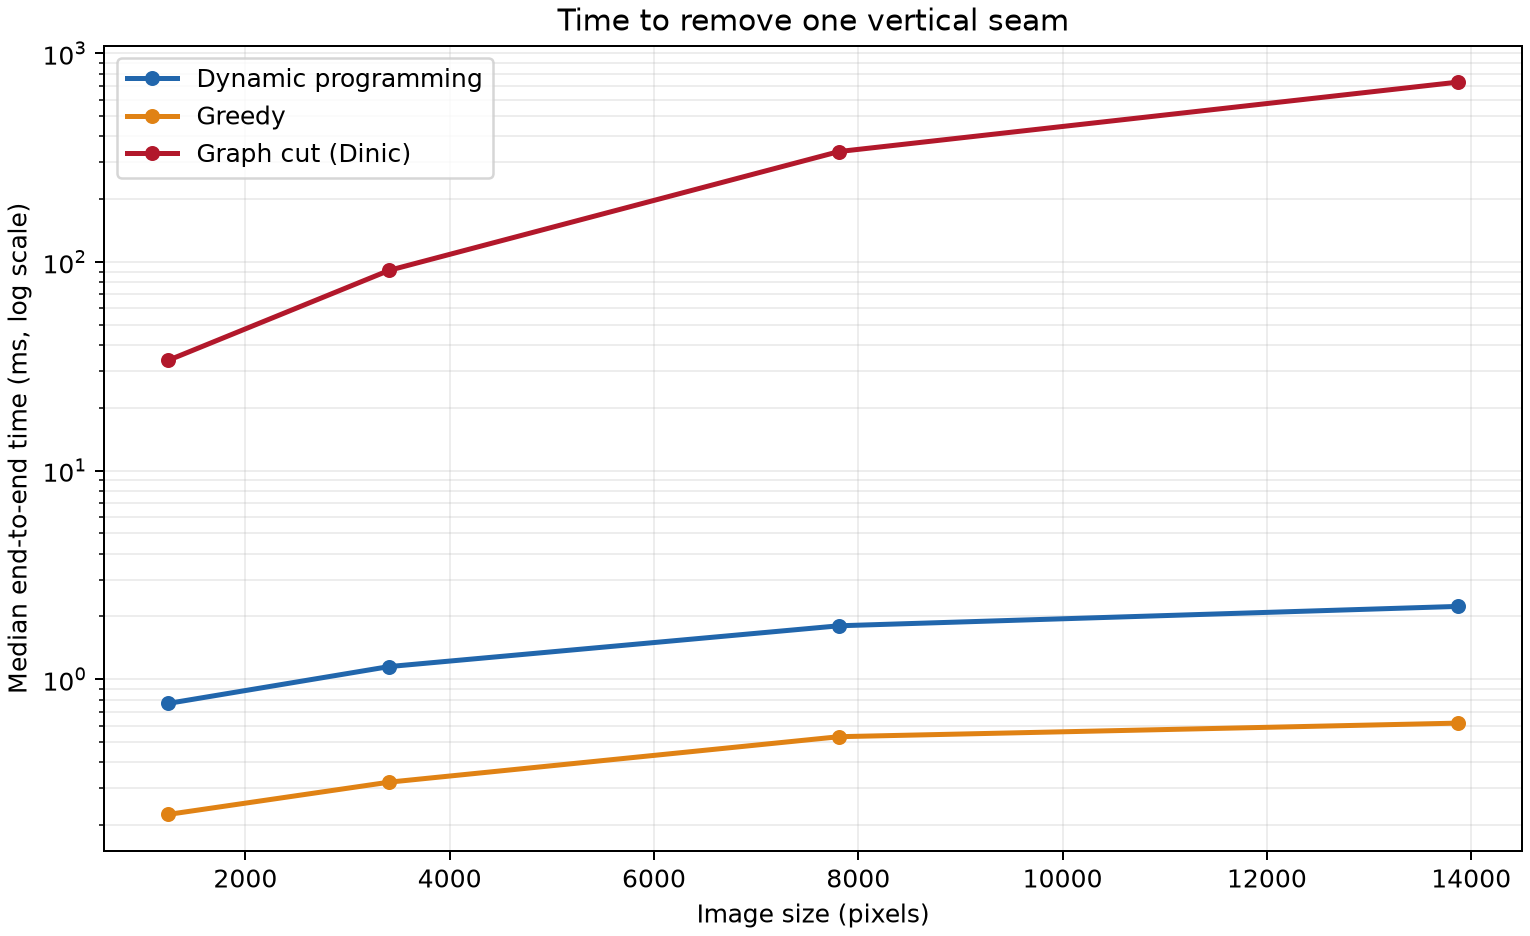 Time to remove one vertical seam
Dynamic programming
Greedy
Graph cut (Dinic)
Median end-to-end time (ms, log scale)
10³
10²
10¹
10⁰
2000 4000 6000 8000 10000 12000 14000
Image size (pixels)